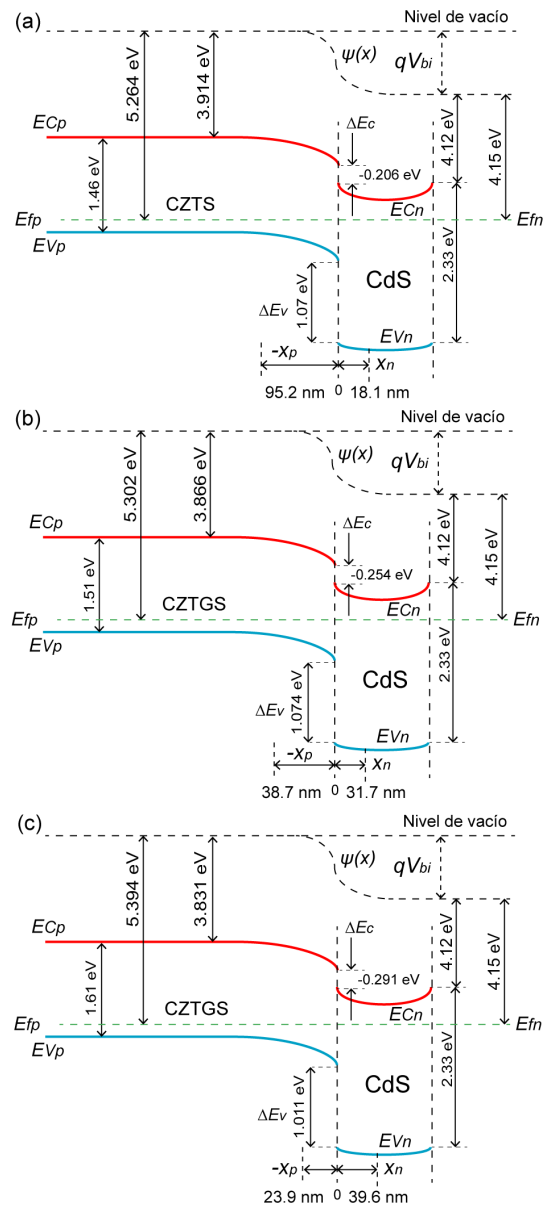 (a)
Nivel de vacío
5.264 eV
3.914 eV
ψ(x)
qVbi
ECp
ΔEc
4.12 eV
4.15 eV
1.46 eV
-0.206 eV
CZTS
ECn
Efp
Efn
EVp
2.33 eV
ΔEv
1.07 eV
CdS
EVn
-xp
xn
95.2 nm 0 18.1 nm
(b)
Nivel de vacío
5.302 eV
3.866 eV
ψ(x)
qVbi
ECp
ΔEc
4.12 eV
4.15 eV
1.51 eV
-0.254 eV
CZTGS
ECn
Efp
Efn
EVp
2.33 eV
ΔEv
1.074 eV
CdS
EVn
-xp
xn
38.7 nm 0 31.7 nm
(c)
Nivel de vacío
5.394 eV
3.831 eV
ψ(x)
qVbi
ECp
ΔEc
4.12 eV
4.15 eV
1.61 eV
-0.291 eV
CZTGS
ECn
Efp
Efn
EVp
2.33 eV
ΔEv
1.011 eV
CdS
EVn
-xp
xn
23.9 nm 0 39.6 nm